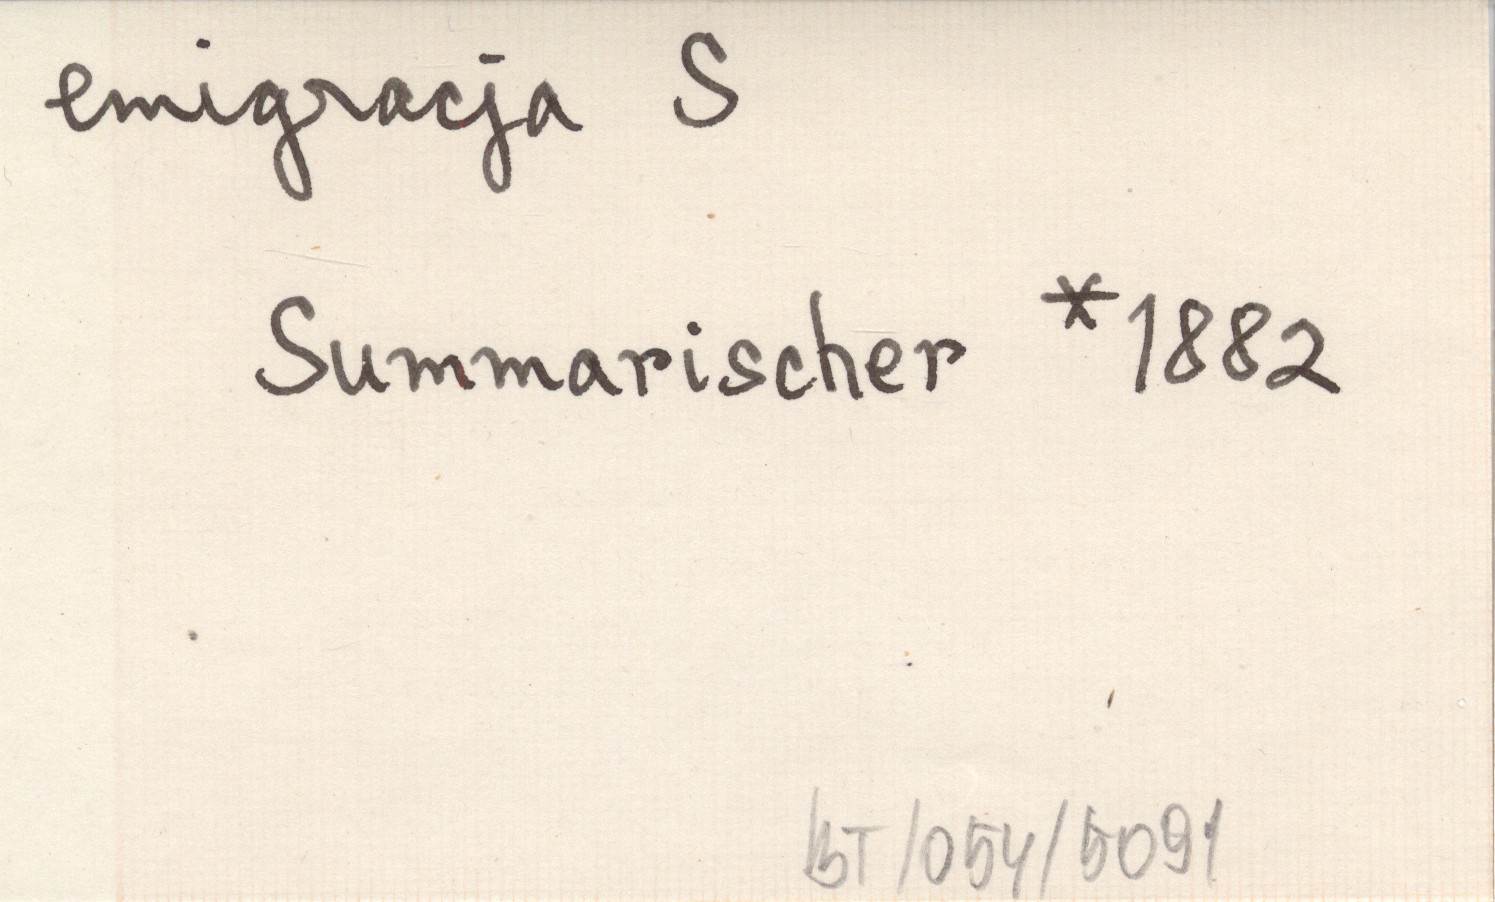 emigracja S
Summarischer *1882
BT/054/5091